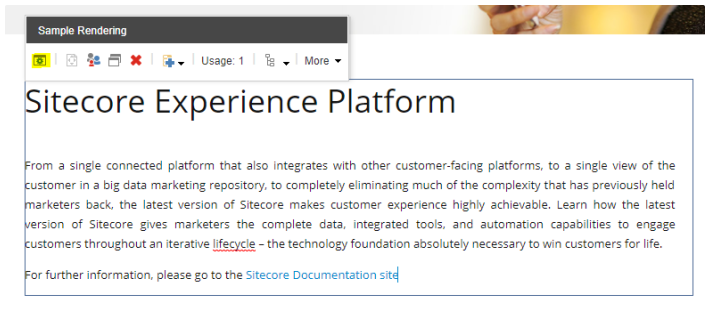 Sample Rendering
Usage: 1
More
Sitecore Experience Platform
From a single connected platform that also integrates with other customer-facing platforms, to a single view of the
customer in a big data marketing repository, to completely eliminating much of the complexity that has previously held
marketers back, the latest version of Sitecore makes customer experience highly achievable. Learn how the latest
version of Sitecore gives marketers the complete data, integrated tools, and automation capabilities to engage
customers throughout an iterative lifecycle – the technology foundation absolutely necessary to win customers for life.
For further information, please go to the Sitecore Documentation site